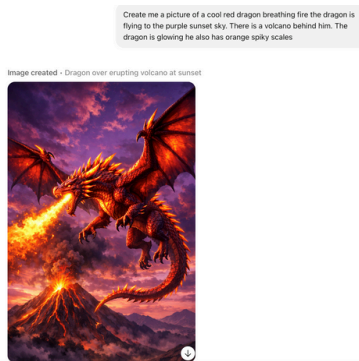 Create me a picture of a cool red dragon breathing fire the dragon is
flying to the purple sunset sky. There is a volcano behind him. The
dragon is glowing he also has orange spiky scales
Image created • Dragon over erupting volcano at sunset